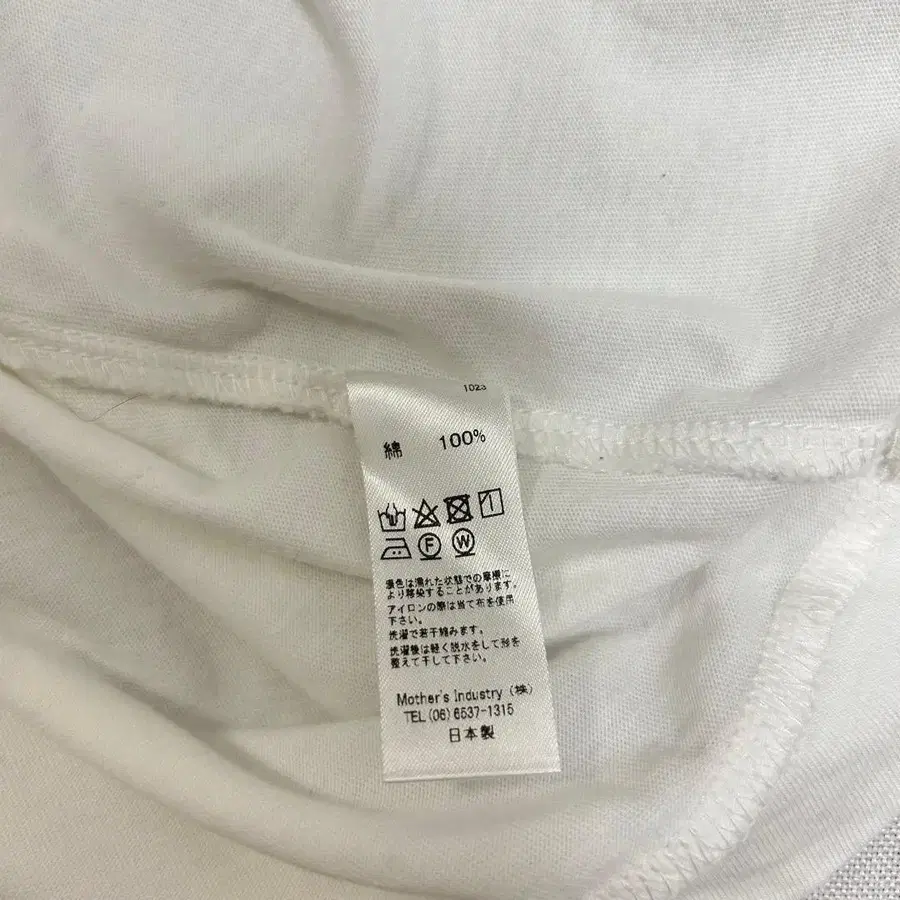 1023
綿 100%
F W
濃色は濡れた状態での摩擦に
より移染することがあります。
アイロンの際は当て布を使用
下さい。
洗濯で若干縮みます。
洗濯後は軽く脱水をして形を
整えて干して下さい。
Mother's Industry (株)
TEL(06)6537-1315
日本製